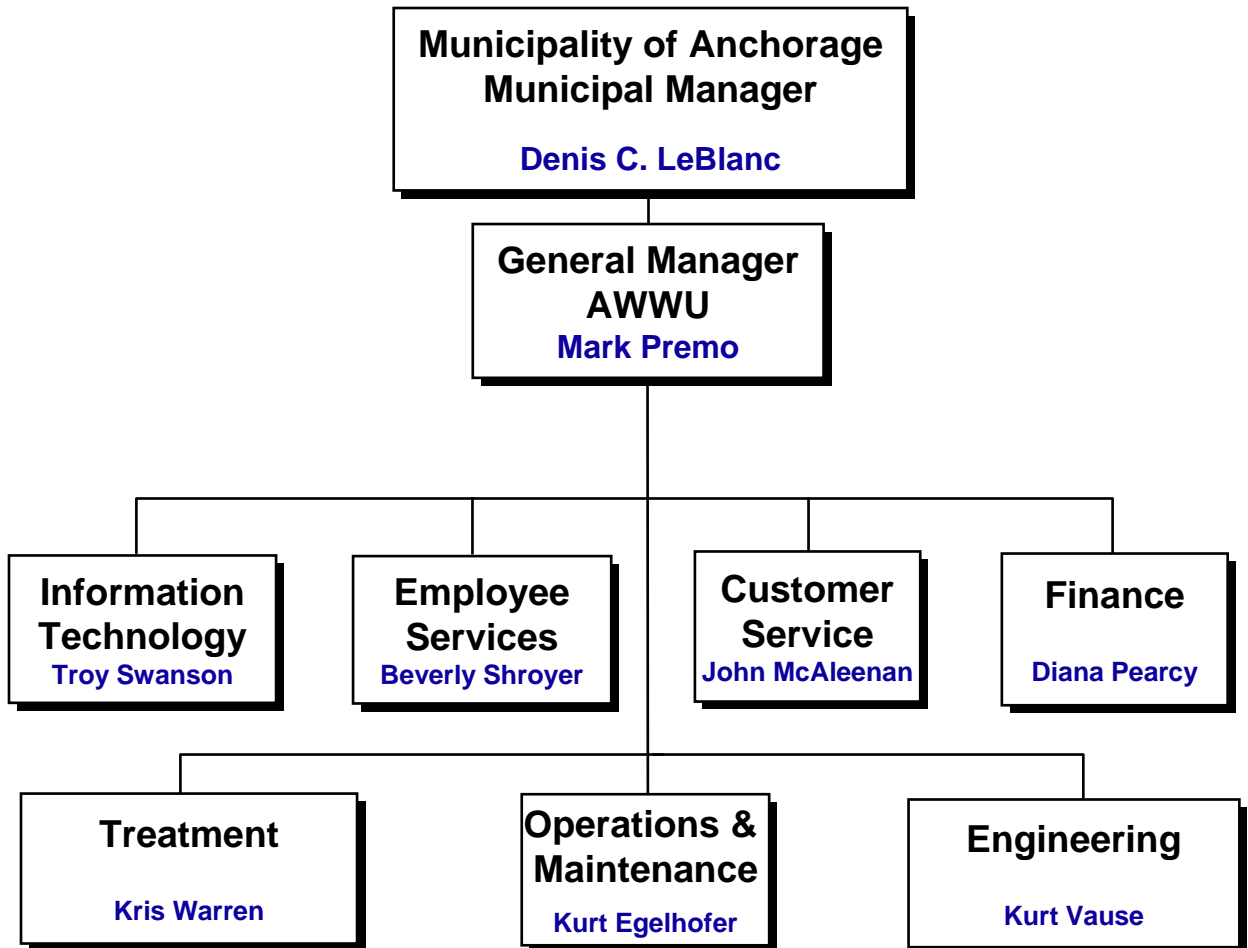 Municipality of Anchorage
Municipal Manager
Denis C. LeBlanc
General Manager
AWWU
Mark Premo
Information
Technology
Troy Swanson
Employee
Services
Beverly Shroyer
Customer
Service
John McAleenan
Finance
Diana Pearcy
Treatment
Kris Warren
Operations &
Maintenance
Kurt Egelhofer
Engineering
Kurt Vause